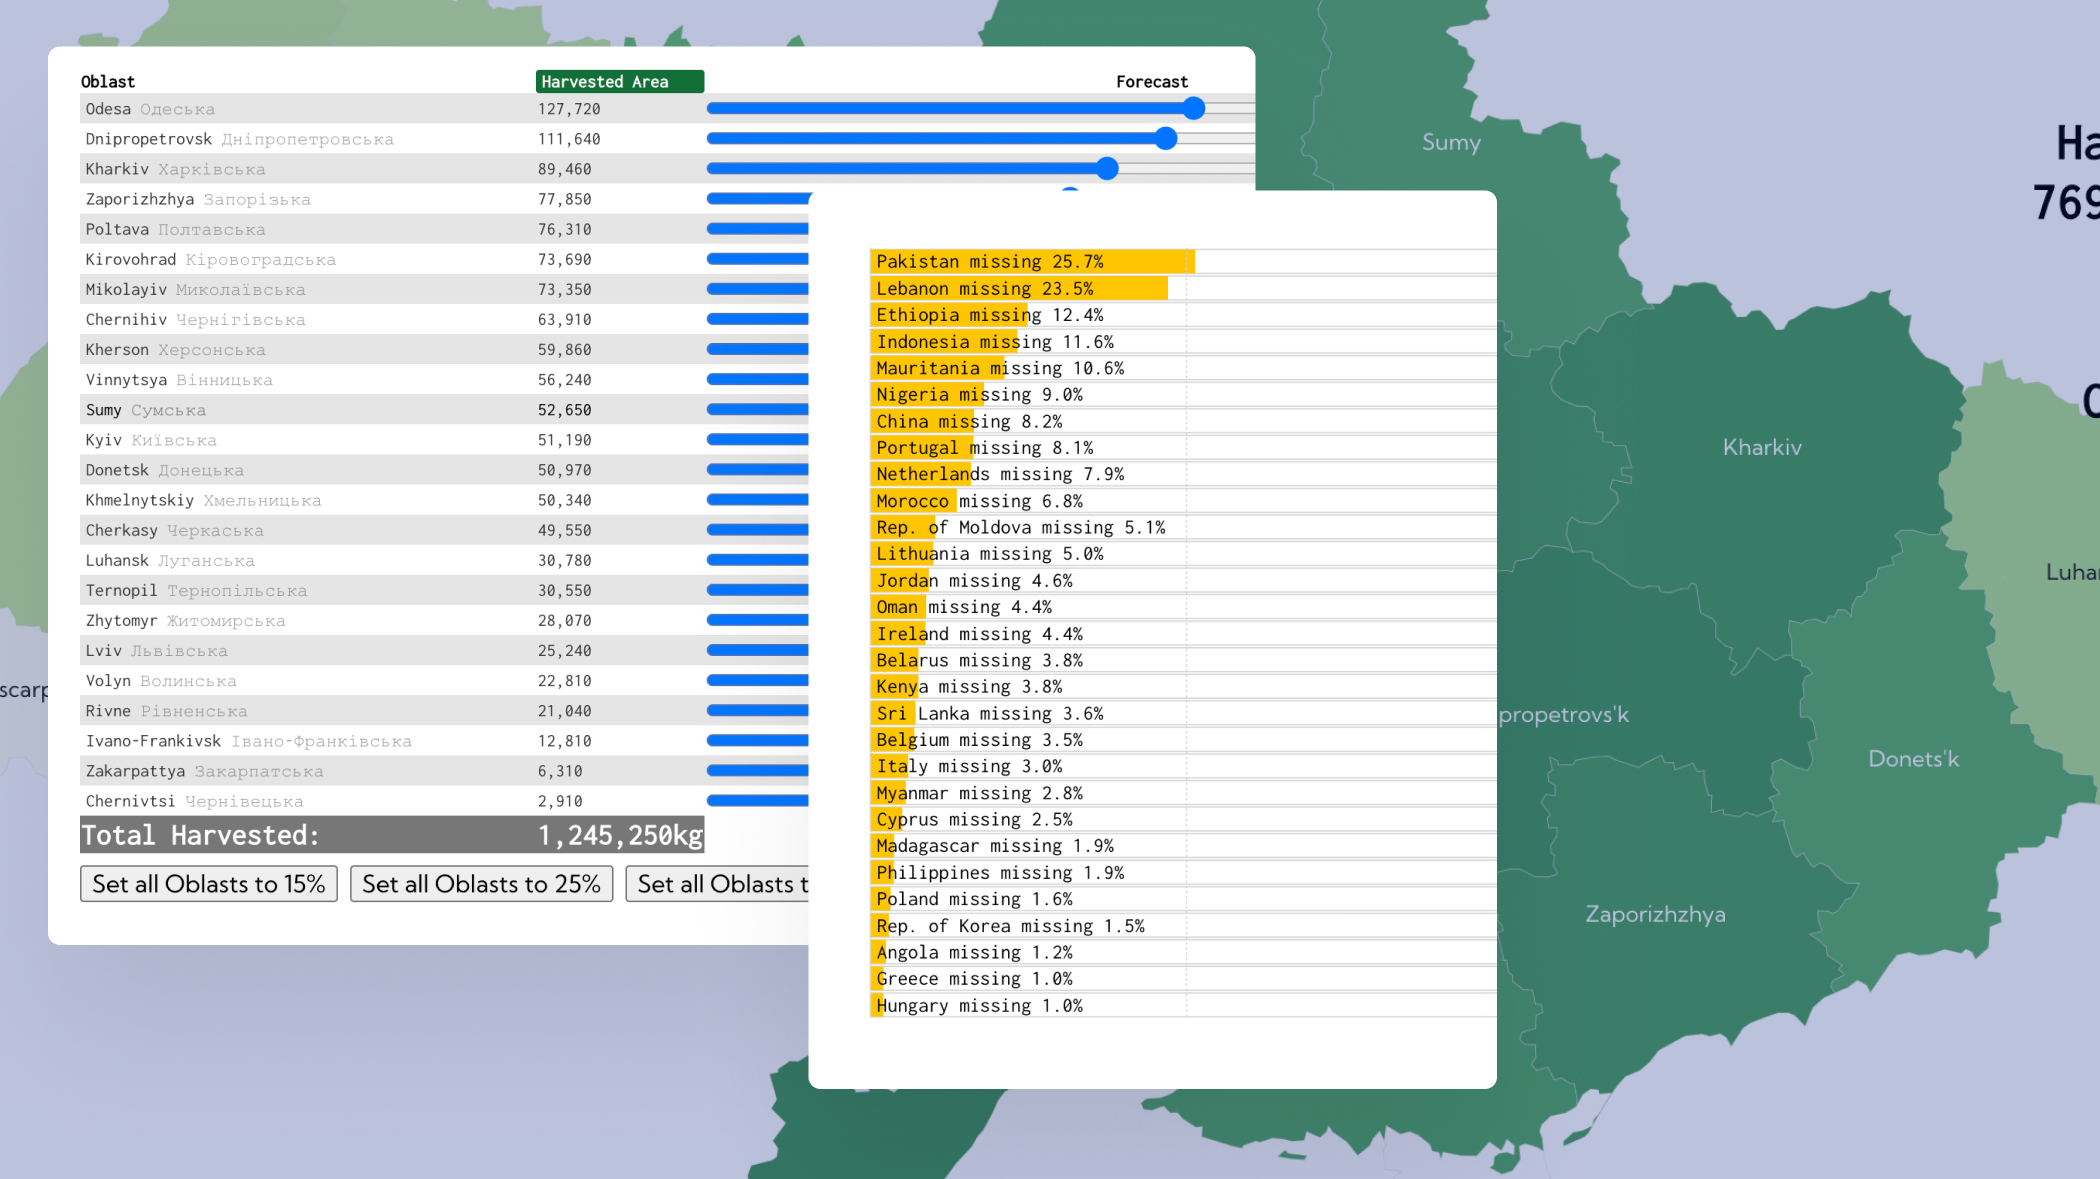 Oblast Harvested Area Forecast
Odesa Одеська 127,720
Dnipropetrovsk Дніпропетровська 111,640
Kharkiv Харківська 89,460
Zaporizhzhya Запорізька 77,850
Poltava Полтавська 76,310
Kirovohrad Кіровоградська 73,690
Mikolayiv Миколаївська 73,350
Chernihiv Чернігівська 63,910
Kherson Херсонська 59,860
Vinnytsya Вінницька 56,240
Sumy Сумська 52,650
Kyiv Київська 51,190
Donetsk Донецька 50,970
Khmelnytskiy Хмельницька 50,340
Cherkasy Черкаська 49,550
Luhansk Луганська 30,780
Ternopil Тернопільська 30,550
Zhytomyr Житомирська 28,070
Lviv Львівська 25,240
Volyn Волинська 22,810
Rivne Рівненська 21,040
Ivano-Frankivsk Івано-Франківська 12,810
Zakarpattya Закарпатська 6,310
Chernivtsi Чернівецька 2,910
Total Harvested: 1,245,250kg
Set all Oblasts to 15% Set all Oblasts to 25% Set all Oblasts t
Pakistan missing 25.7%
Lebanon missing 23.5%
Ethiopia missing 12.4%
Indonesia missing 11.6%
Mauritania missing 10.6%
Nigeria missing 9.0%
China missing 8.2%
Portugal missing 8.1%
Netherlands missing 7.9%
Morocco missing 6.8%
Rep. of Moldova missing 5.1%
Lithuania missing 5.0%
Jordan missing 4.6%
Oman missing 4.4%
Ireland missing 4.4%
Belarus missing 3.8%
Kenya missing 3.8%
Sri Lanka missing 3.6%
Belgium missing 3.5%
Italy missing 3.0%
Myanmar missing 2.8%
Cyprus missing 2.5%
Madagascar missing 1.9%
Philippines missing 1.9%
Poland missing 1.6%
Rep. of Korea missing 1.5%
Angola missing 1.2%
Greece missing 1.0%
Hungary missing 1.0%
Sumy
Ha
769
Kharkiv
Luha
scarp
propetrovs'k
Donets'k
Zaporizhzhya